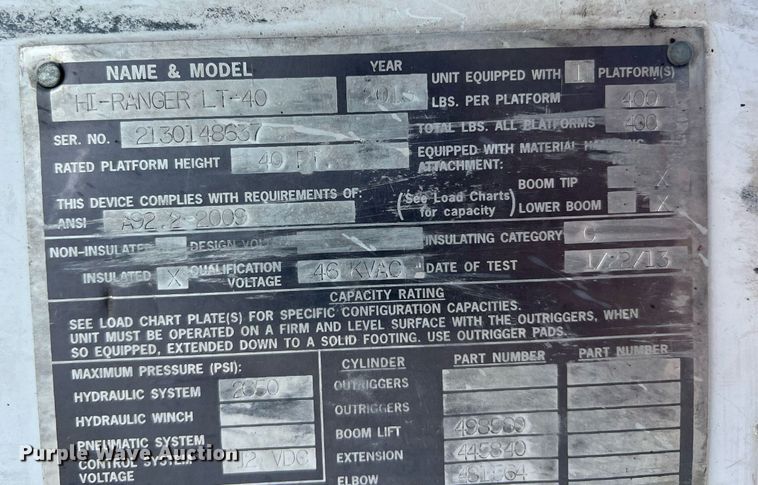 NAME & MODEL YEAR UNIT EQUIPPED WITH 1 PLATFORM(S)
HI-RANGER LT-40 LBS. PER PLATFORM 400
SER. NO. 2130148637 TOTAL LBS. ALL PLATFORMS 400
RATED PLATFORM HEIGHT 40 FT. EQUIPPED WITH MATERIAL HANDLING
ATTACHMENT:
BOOM TIP X
THIS DEVICE COMPLIES WITH REQUIREMENTS OF: (See Load Charts
ANSI A92.2-2009 for capacity) LOWER BOOM X
NON-INSULATED DESIGN VOLTAGE INSULATING CATEGORY C
INSULATED X QUALIFICATION VOLTAGE 46 KVAC DATE OF TEST 1/22/13
CAPACITY RATING
SEE LOAD CHART PLATE(S) FOR SPECIFIC CONFIGURATION CAPACITIES.
UNIT MUST BE OPERATED ON A FIRM AND LEVEL SURFACE WITH THE OUTRIGGERS, WHEN
SO EQUIPPED, EXTENDED DOWN TO A SOLID FOOTING. USE OUTRIGGER PADS.
MAXIMUM PRESSURE (PSI): CYLINDER PART NUMBER PART NUMBER
HYDRAULIC SYSTEM 2850 OUTRIGGERS
HYDRAULIC WINCH OUTRIGGERS
PNEUMATIC SYSTEM BOOM LIFT
CONTROL SYSTEM VOLTAGE 12 VDC EXTENSION 445840
ELBOW
Purple Wave Auction